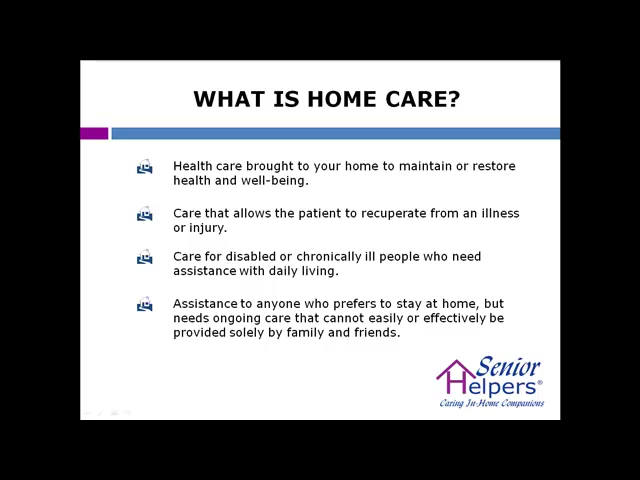 WHAT IS HOME CARE?
Health care brought to your home to maintain or restore
health and well-being.
Care that allows the patient to recuperate from an illness
or injury.
Care for disabled or chronically ill people who need
assistance with daily living.
Assistance to anyone who prefers to stay at home, but
needs ongoing care that cannot easily or effectively be
provided solely by family and friends.
Senior
Helpers®
Caring In-Home Companions